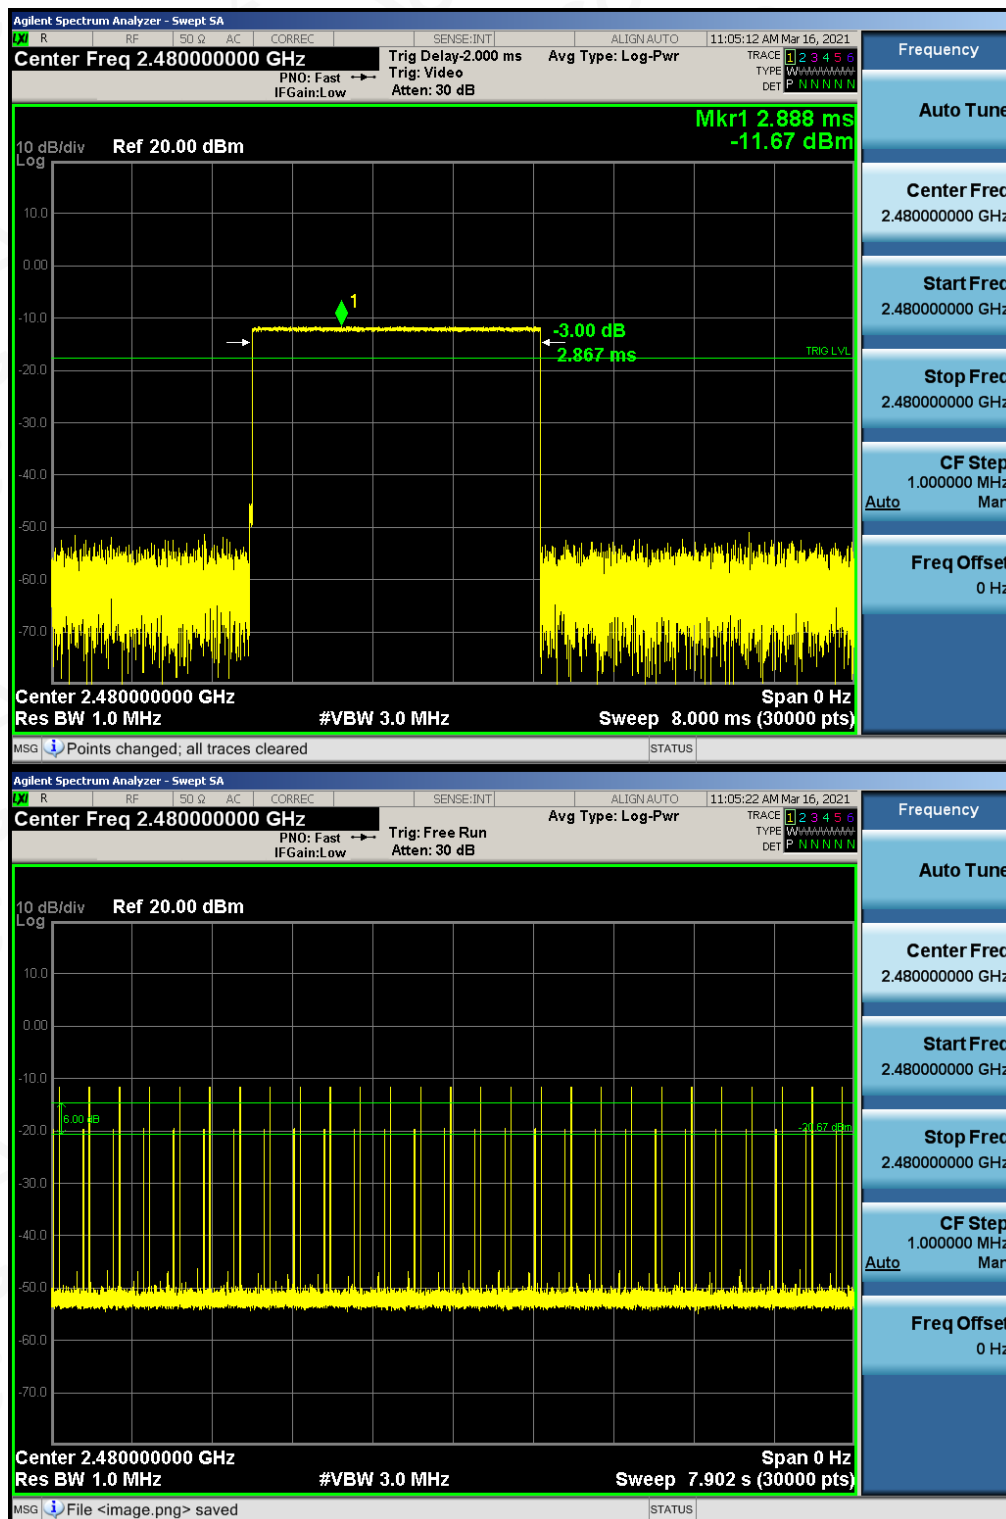 Agilent Spectrum Analyzer - Swept SA
LXI R RF 50 Ω AC CORREC SENSE:INT ALIGN AUTO 11:05:12 AM Mar 16, 2021
Center Freq 2.480000000 GHz
Trig Delay-2.000 ms Avg Type: Log-Pwr TRACE 1 2 3 4 5 6
PNO: Fast Trig: Video TYPE W
IFGain:Low Atten: 30 dB DET P N N N N N
Mkr1 2.888 ms
-11.67 dBm
10 dB/div Ref 20.00 dBm
Log
10.0
0.00
1
-10.0
-3.00 dB
2.867 ms
TRIG LVL
-20.0
-30.0
-40.0
-50.0
-60.0
-70.0
Center 2.480000000 GHz Span 0 Hz
Res BW 1.0 MHz #VBW 3.0 MHz Sweep 8.000 ms (30000 pts)
MSG Points changed; all traces cleared STATUS
Frequency
Auto Tune
Center Freq
2.480000000 GHz
Start Freq
2.480000000 GHz
Stop Freq
2.480000000 GHz
CF Step
1.000000 MHz
Auto Man
Freq Offset
0 Hz
Agilent Spectrum Analyzer - Swept SA
LXI R RF 50 Ω AC CORREC SENSE:INT ALIGN AUTO 11:05:22 AM Mar 16, 2021
Center Freq 2.480000000 GHz
Avg Type: Log-Pwr TRACE 1 2 3 4 5 6
PNO: Fast Trig: Free Run TYPE W
IFGain:Low Atten: 30 dB DET P N N N N N
10 dB/div Ref 20.00 dBm
Log
10.0
0.00
-10.0
6.00 dB
-20.67 dBm
-20.0
-30.0
-40.0
-50.0
-60.0
-70.0
Center 2.480000000 GHz Span 0 Hz
Res BW 1.0 MHz #VBW 3.0 MHz Sweep 7.902 s (30000 pts)
MSG File <image.png> saved STATUS
Frequency
Auto Tune
Center Freq
2.480000000 GHz
Start Freq
2.480000000 GHz
Stop Freq
2.480000000 GHz
CF Step
1.000000 MHz
Auto Man
Freq Offset
0 Hz